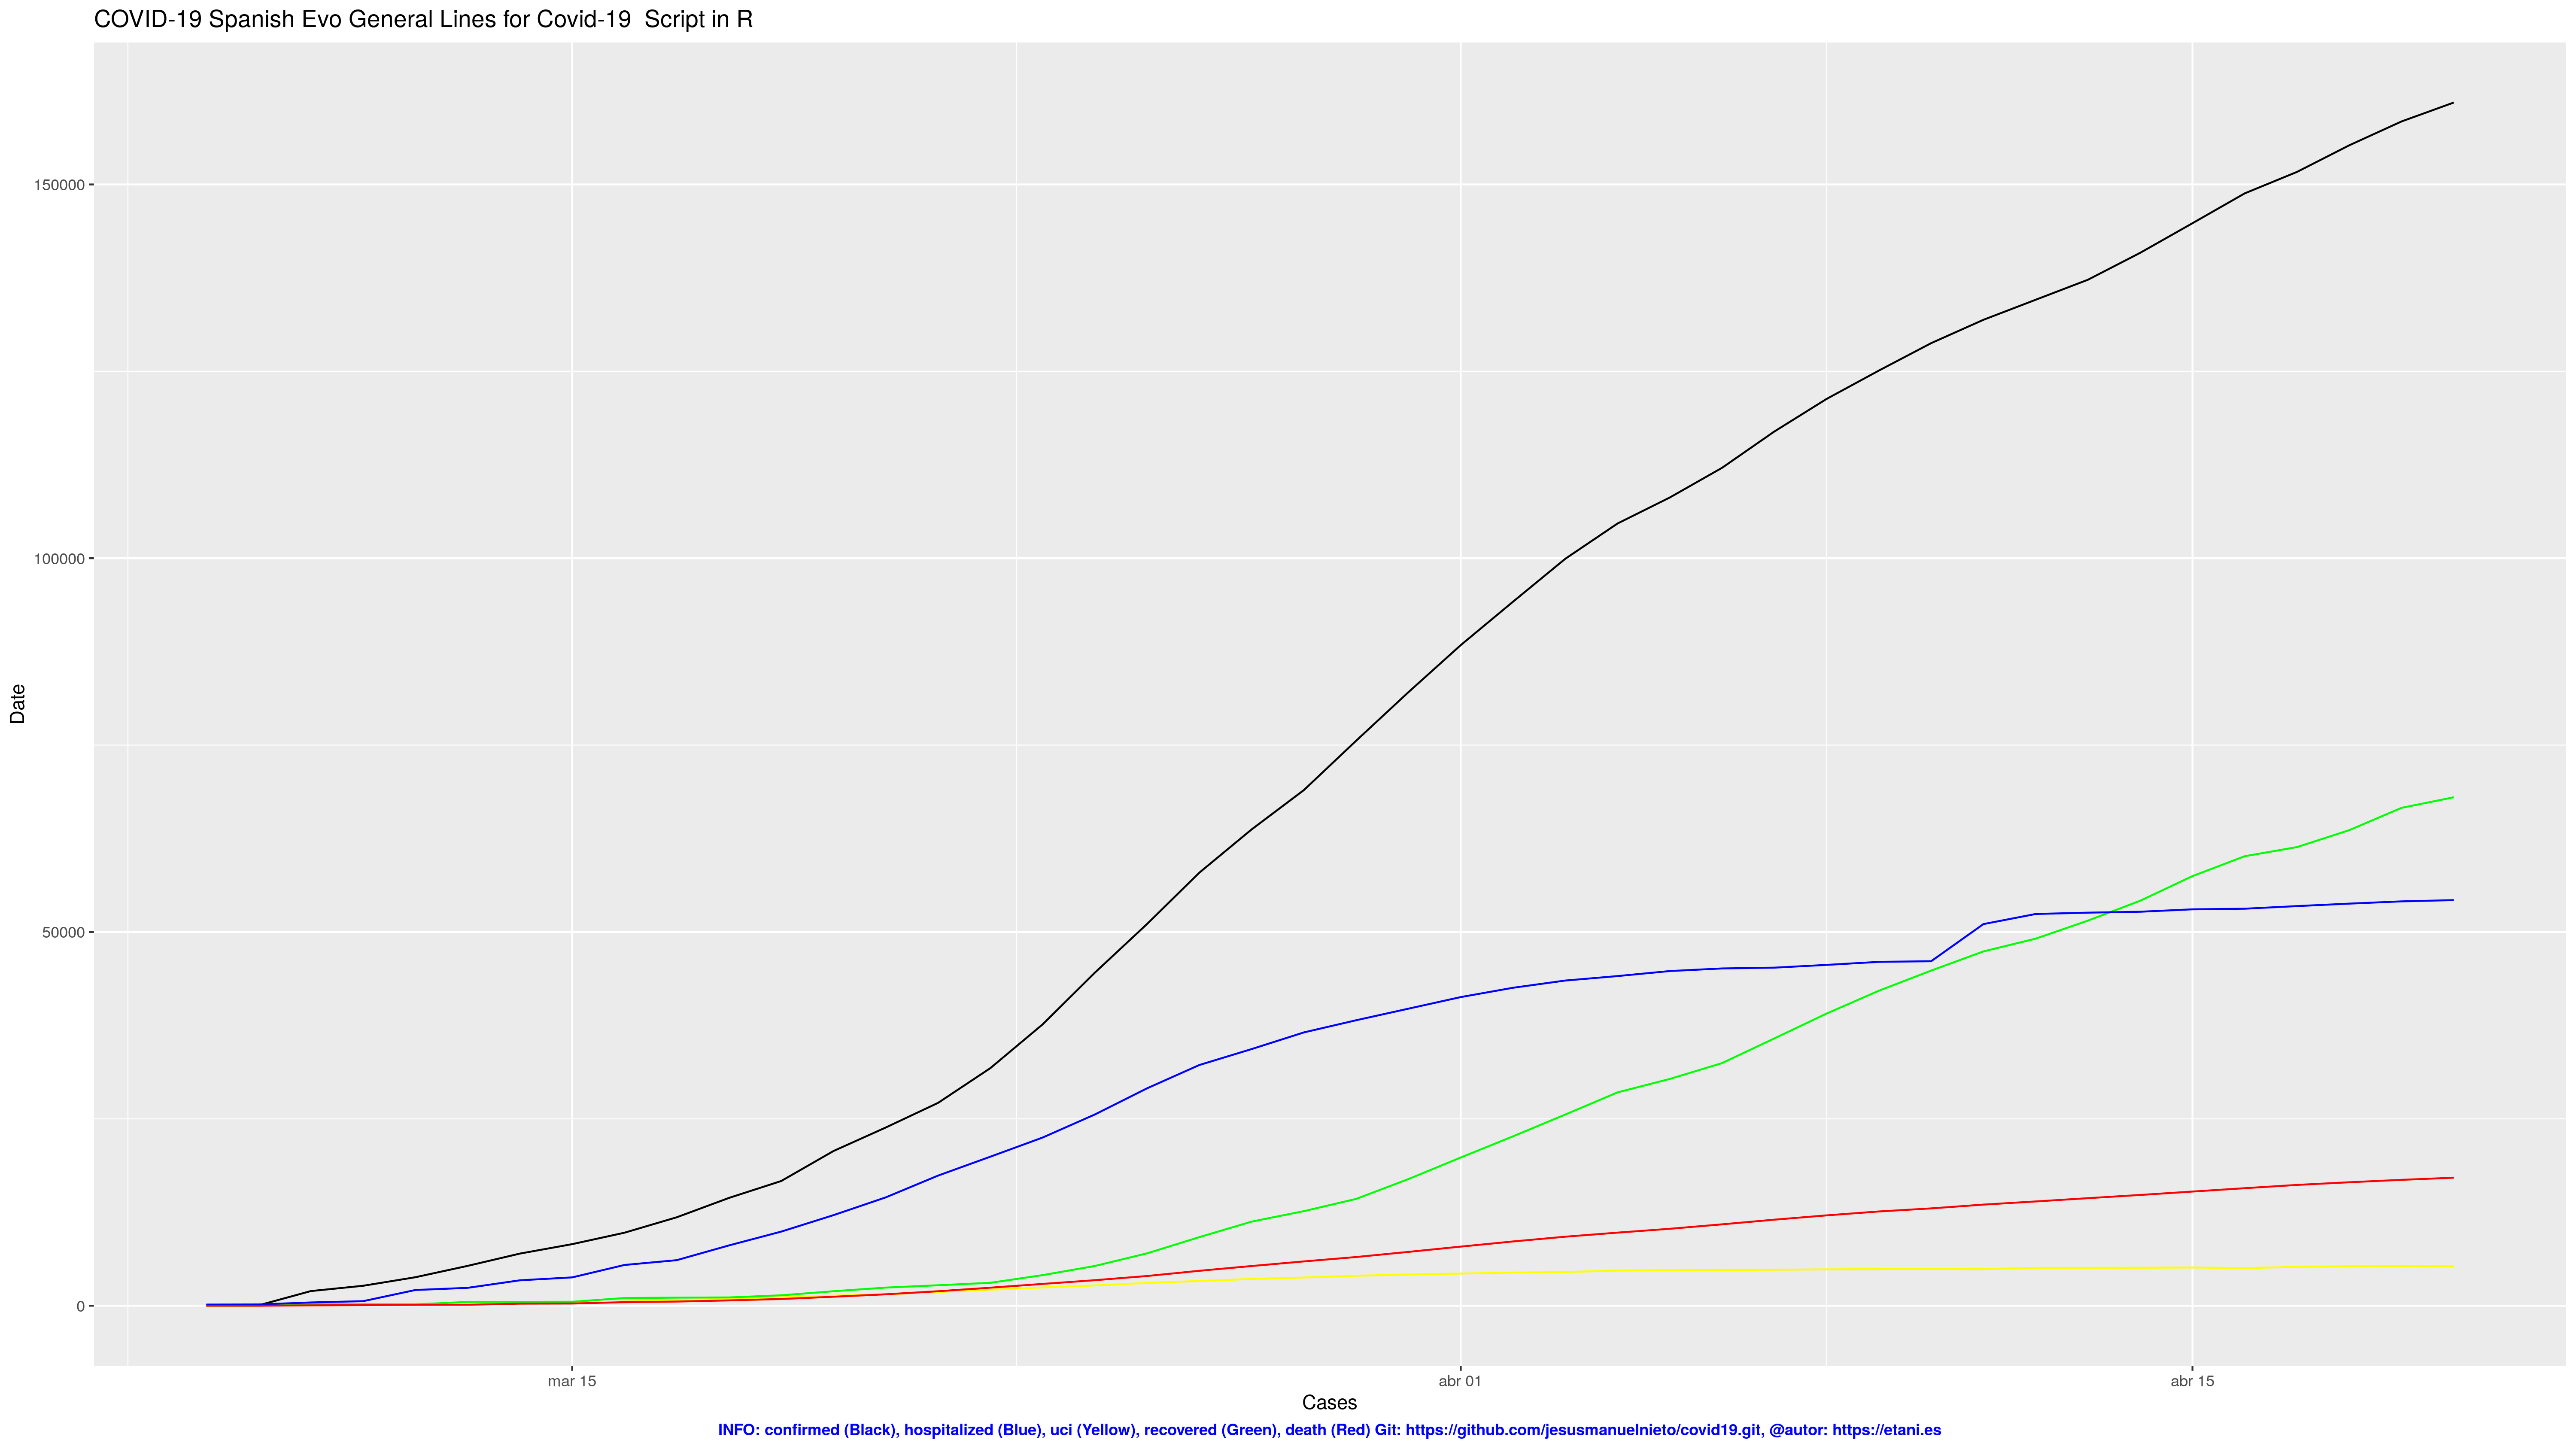 COVID-19 Spanish Evo General Lines for Covid-19  Script in R
150000
100000
50000
0
Date
mar 15
abr 01
abr 15
Cases
INFO: confirmed (Black), hospitalized (Blue), uci (Yellow), recovered (Green), death (Red) Git: https://github.com/jesusmanuelnieto/covid19.git, @autor: https://etani.es